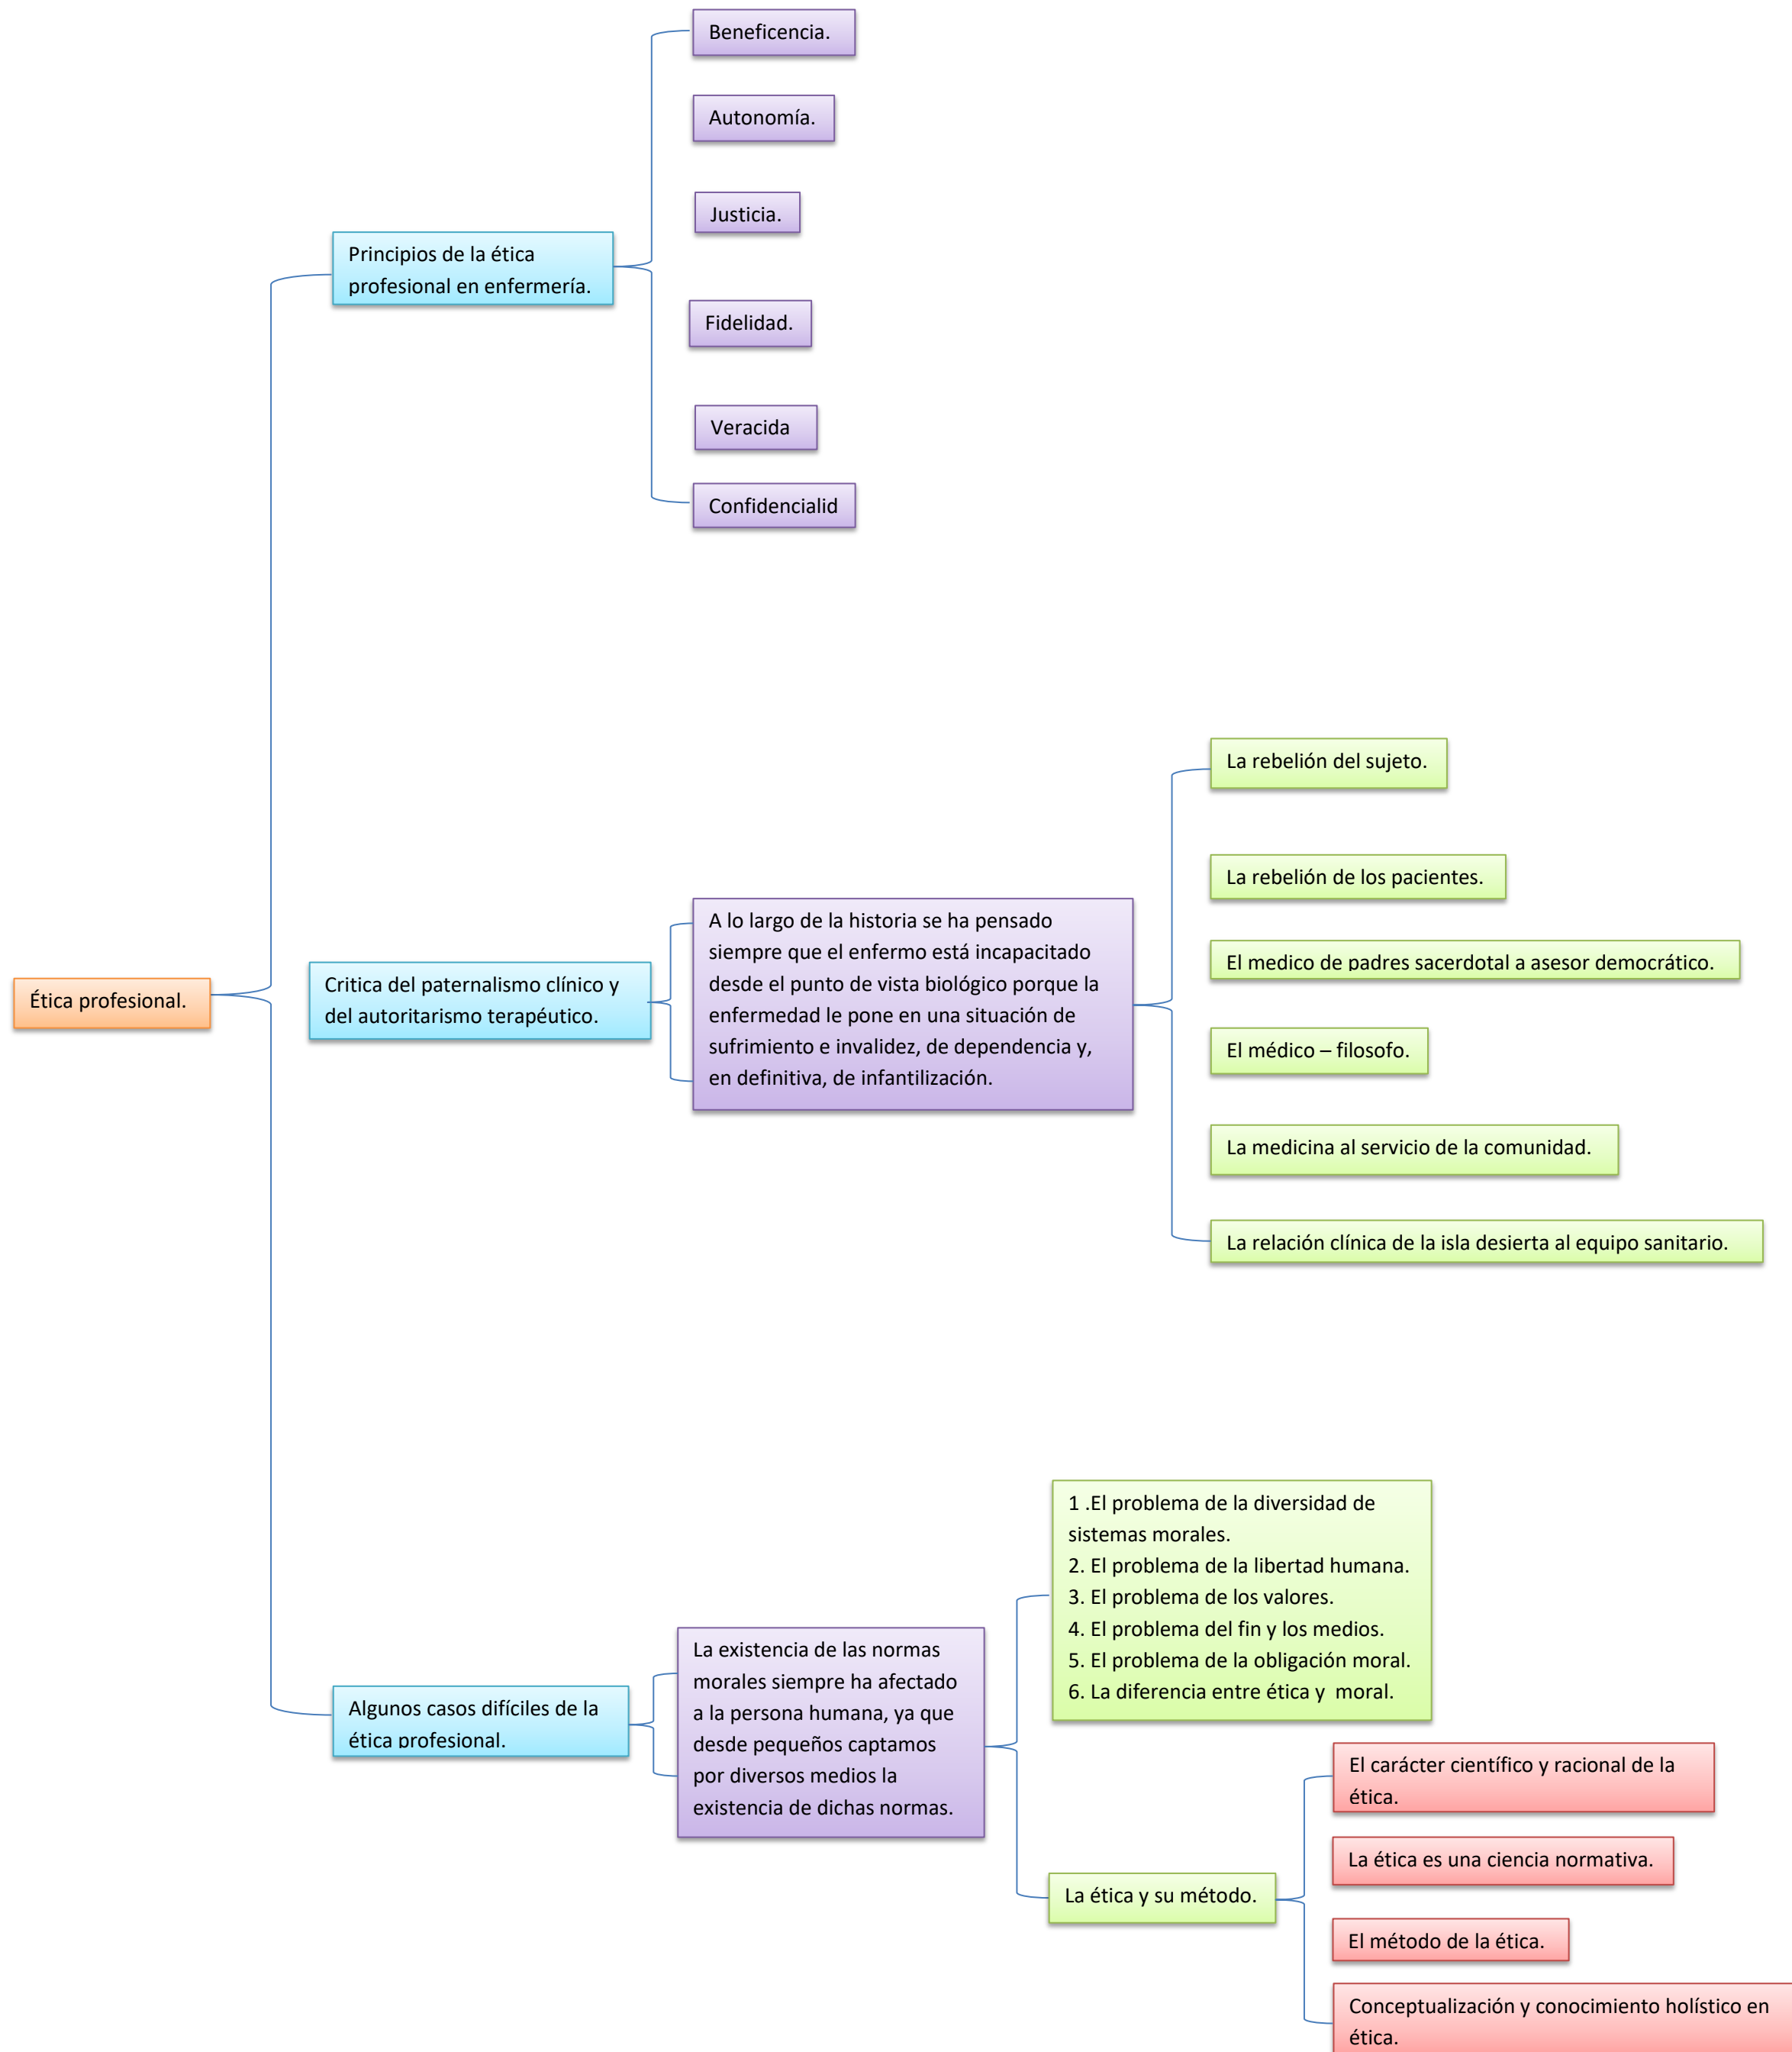 Ética profesional.
Principios de la ética
profesional en enfermería.
Beneficencia.
Autonomía.
Justicia.
Fidelidad.
Veracida
Confidencialid
Critica del paternalismo clínico y
del autoritarismo terapéutico.
A lo largo de la historia se ha pensado
siempre que el enfermo está incapacitado
desde el punto de vista biológico porque la
enfermedad le pone en una situación de
sufrimiento e invalidez, de dependencia y,
en definitiva, de infantilización.
La rebelión del sujeto.
La rebelión de los pacientes.
El medico de padres sacerdotal a asesor democrático.
El médico – filosofo.
La medicina al servicio de la comunidad.
La relación clínica de la isla desierta al equipo sanitario.
Algunos casos difíciles de la
ética profesional.
La existencia de las normas
morales siempre ha afectado
a la persona humana, ya que
desde pequeños captamos
por diversos medios la
existencia de dichas normas.
1 .El problema de la diversidad de
sistemas morales.
2. El problema de la libertad humana.
3. El problema de los valores.
4. El problema del fin y los medios.
5. El problema de la obligación moral.
6. La diferencia entre ética y  moral.
La ética y su método.
El carácter científico y racional de la
ética.
La ética es una ciencia normativa.
El método de la ética.
Conceptualización y conocimiento holístico en
ética.